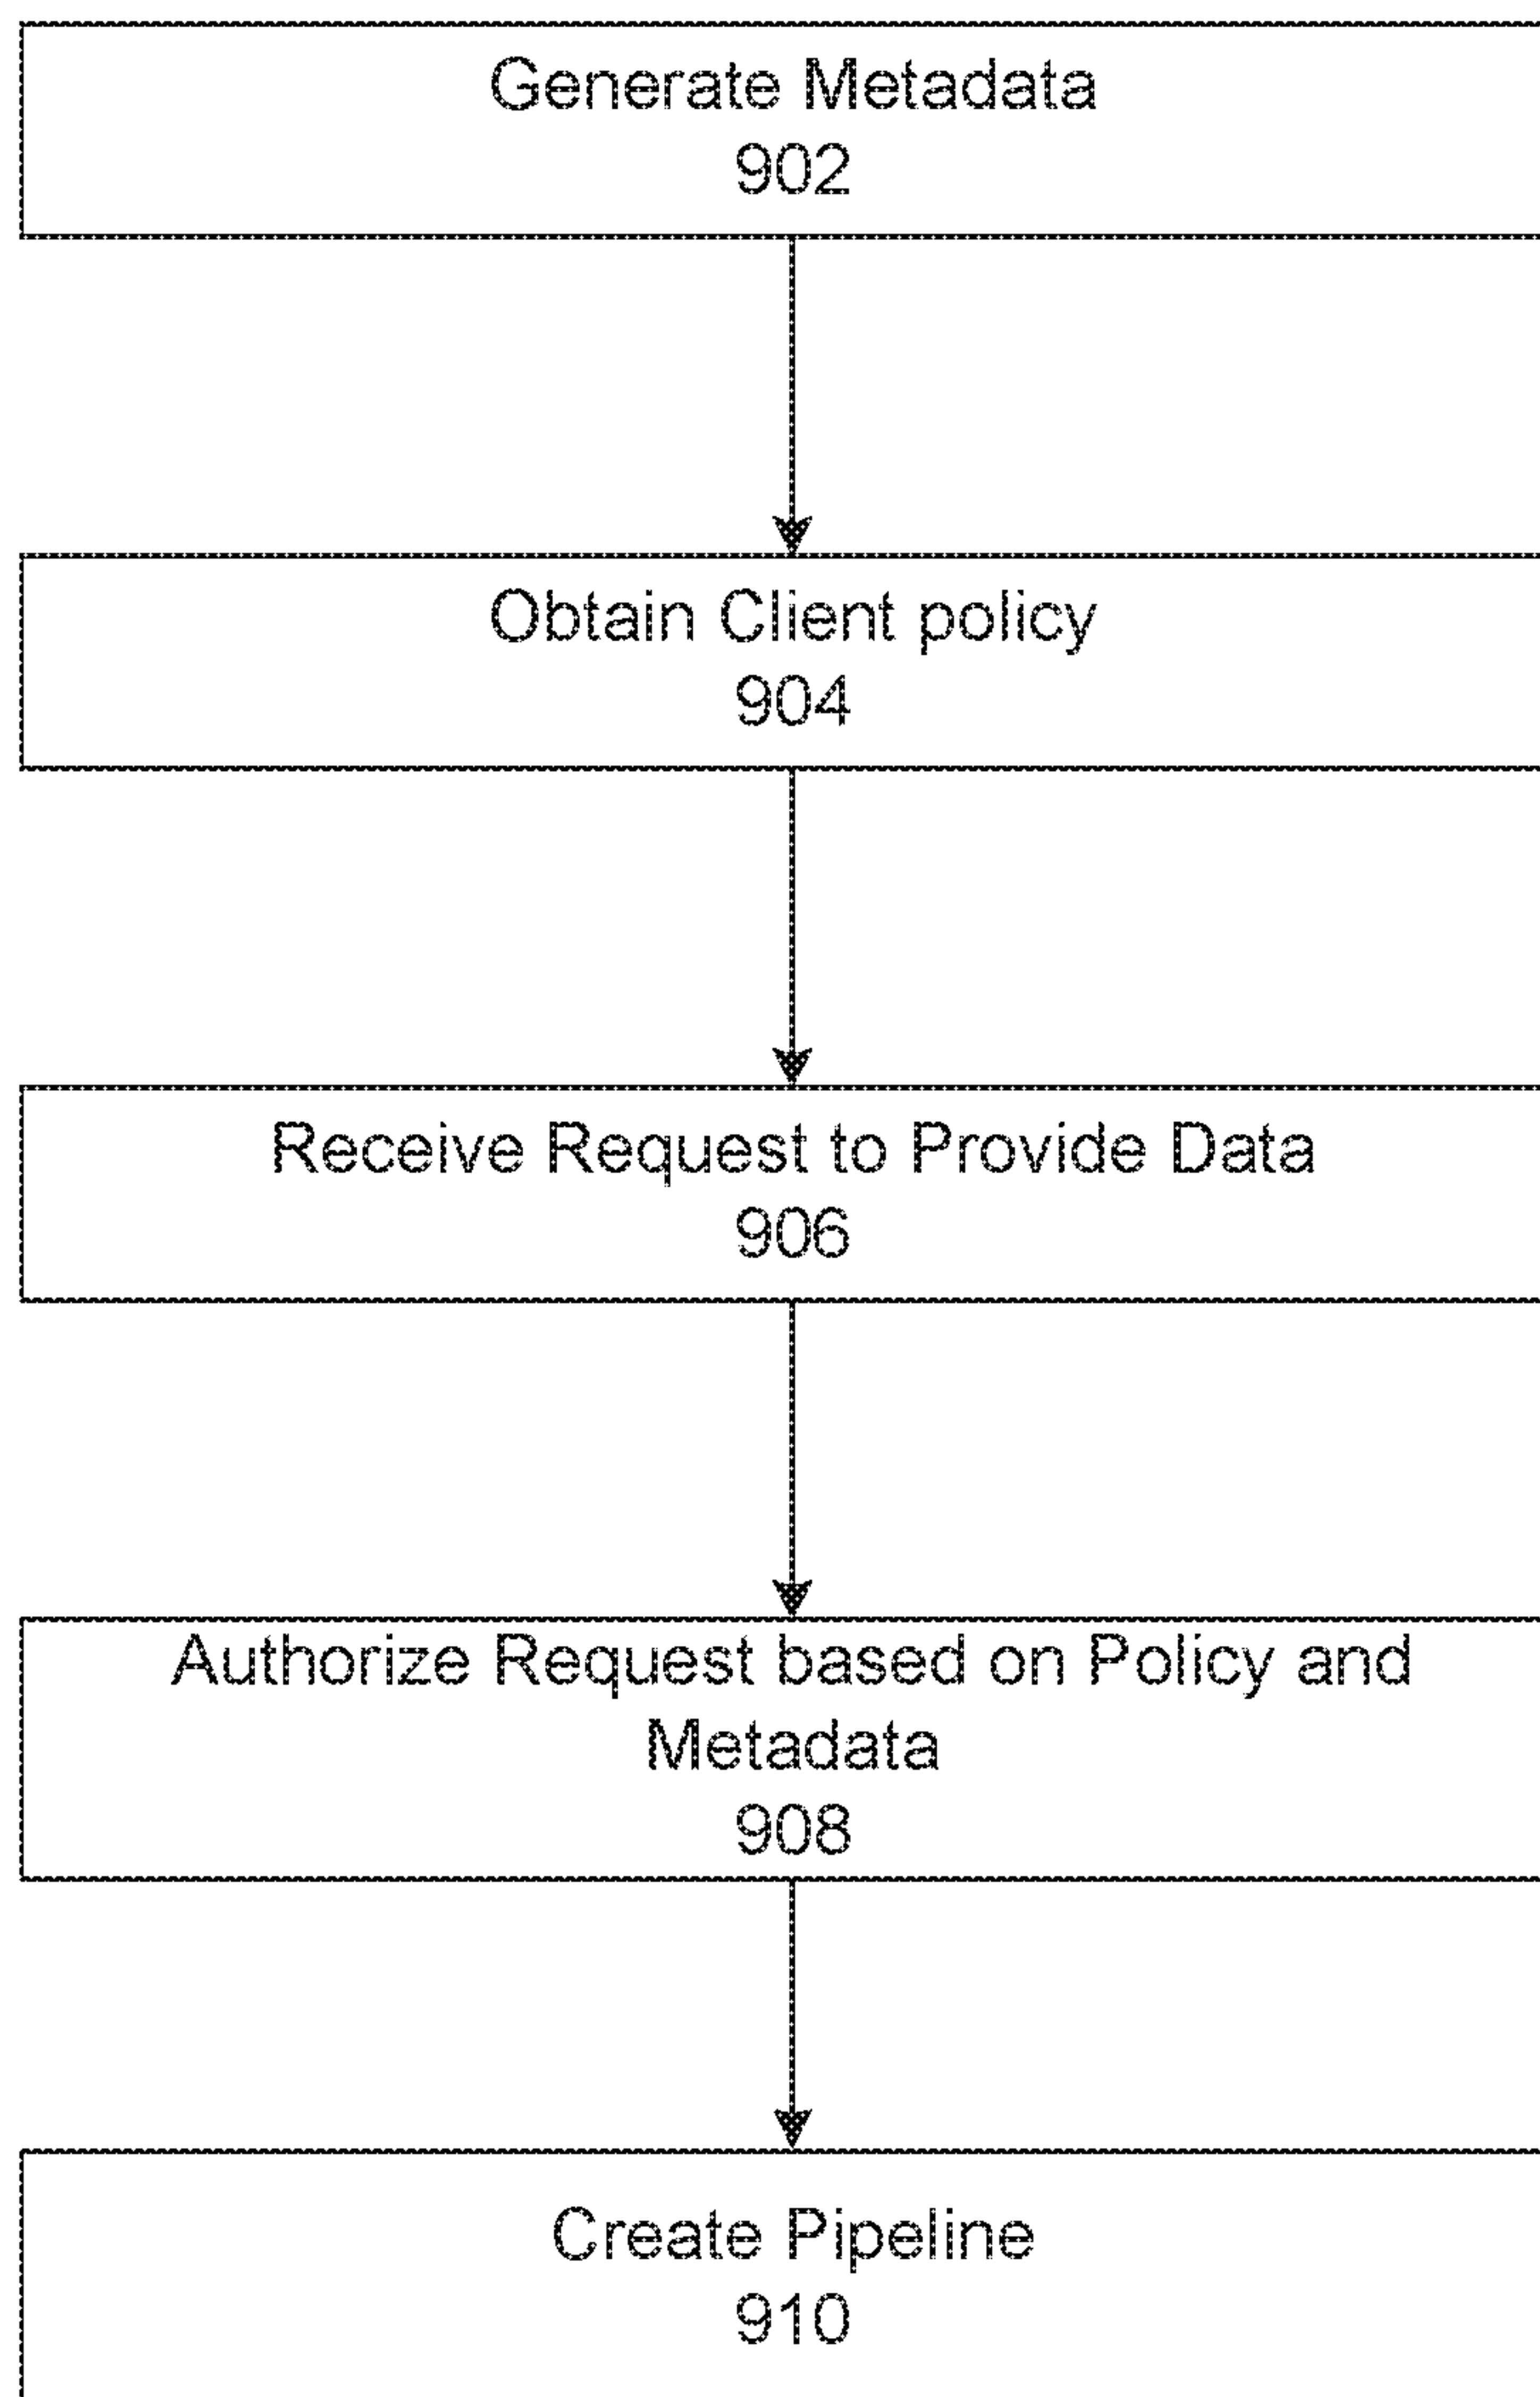 Generate Metadata
902
Obtain Client policy
904
Receive Request to Provide Data
906
Authorize Request based on Policy and
Metadata
908
Create Pipeline
910